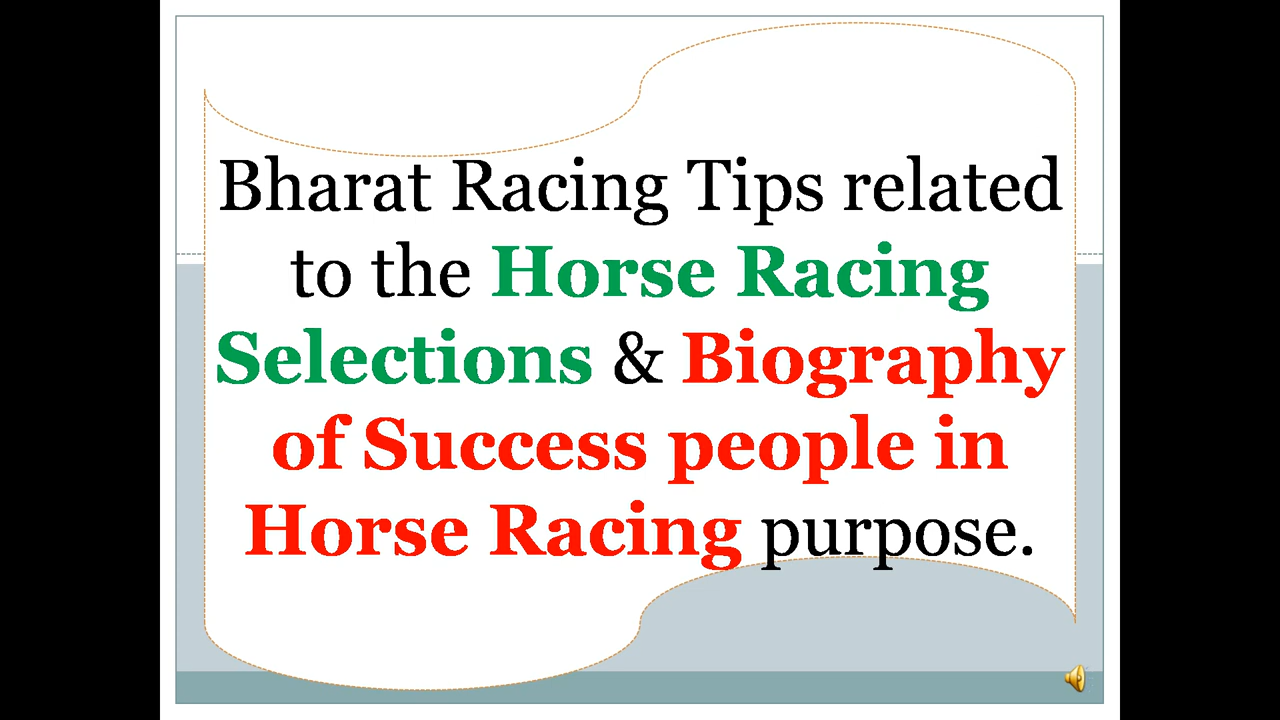 Bharat Racing Tips related
to the Horse Racing
Selections & Biography
of Success people in
Horse Racing purpose.